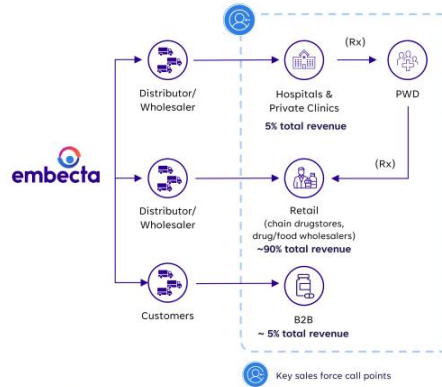 (Rx)
Distributor/
Wholesaler
Hospitals &
Private Clinics
5% total revenue
PWD
embecta
(Rx)
Distributor/
Wholesaler
Retail
(chain drugstores,
drug/food wholesalers)
~90% total revenue
Customers
B2B
~ 5% total revenue
Key sales force call points